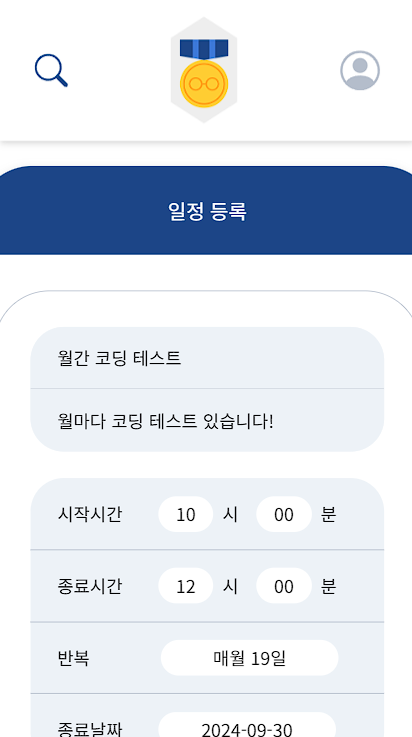 일정 등록
월간 코딩 테스트
월마다 코딩 테스트 있습니다!
시작시간 10 시 00 분
종료시간 12 시 00 분
반복 매월 19일
종료날짜 2024-09-30